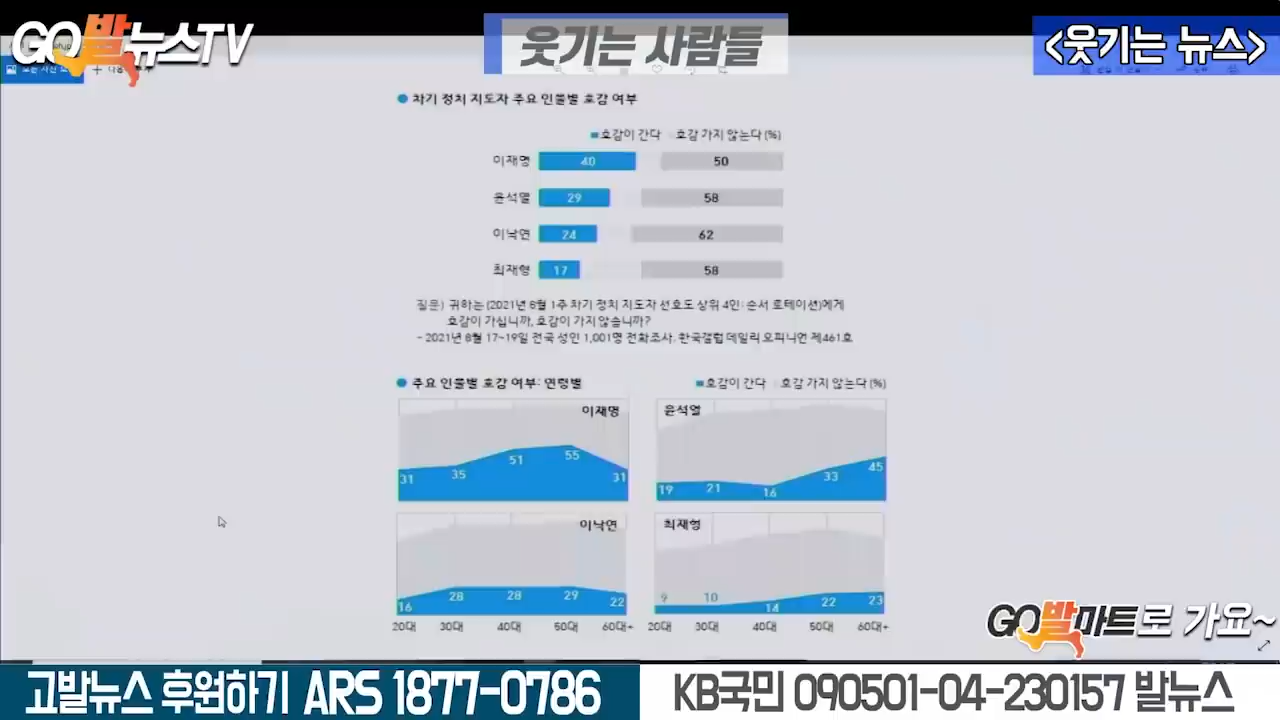 GO발뉴스TV
웃기는 사람들
<웃기는 뉴스>
● 차기 정치 지도자 주요 인물별 호감 여부
■호감이 간다 호감 가지 않는다(%)
이재명 40 50
윤석열 29 58
이낙연 24 62
최재형 17 58
질문) 귀하는 (2021년 8월 1주 차기 정치 지도자 선호도 상위 4인: 순서 로테이션)에게
호감이 가십니까, 호감이 가지 않습니까?
- 2021년 8월 17~19일 전국 성인 1,001명 전화조사. 한국갤럽 데일리 오피니언 제461호
● 주요 인물별 호감 여부: 연령별
■호감이 간다 호감 가지 않는다(%)
이재명
31 35 51 55 31
윤석열
19 21 16 33 45
이낙연
16 28 28 29 22
최재형
9 10 14 22 23
20대 30대 40대 50대 60대+
20대 30대 40대 50대 60대+
GO발마트로 가요~
고발뉴스 후원하기 ARS 1877-0786
KB국민 090501-04-230157 발뉴스